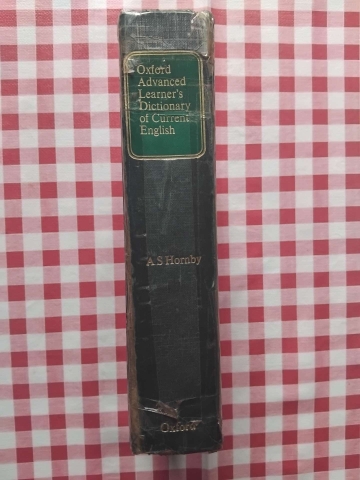 Oxford
Advanced
Learner's
Dictionary
of Current
English
A S Hornby
Oxford